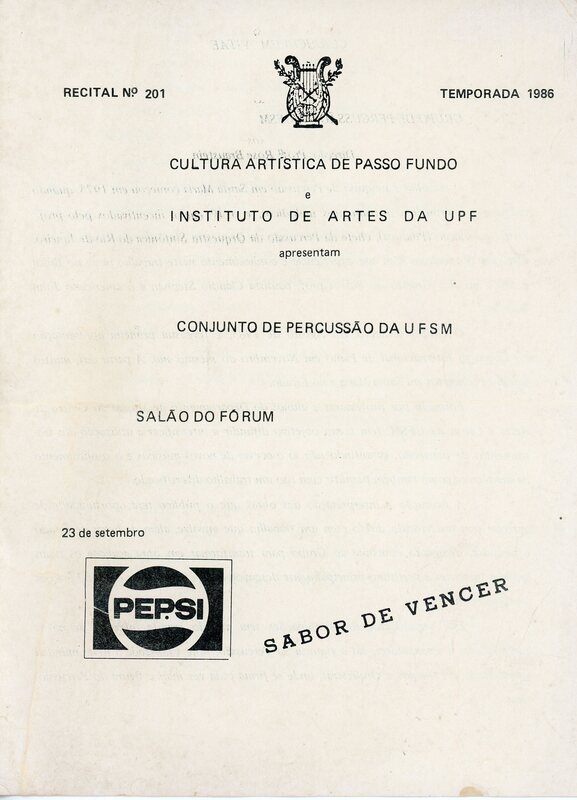 RECITAL Nº 201
TEMPORADA 1986
CULTURA ARTÍSTICA DE PASSO FUNDO
e
INSTITUTO DE ARTES DA UPF
apresentam
CONJUNTO DE PERCUSSÃO DA UFSM
SALÃO DO FÓRUM
23 de setembro
PEPSI
SABOR DE VENCER